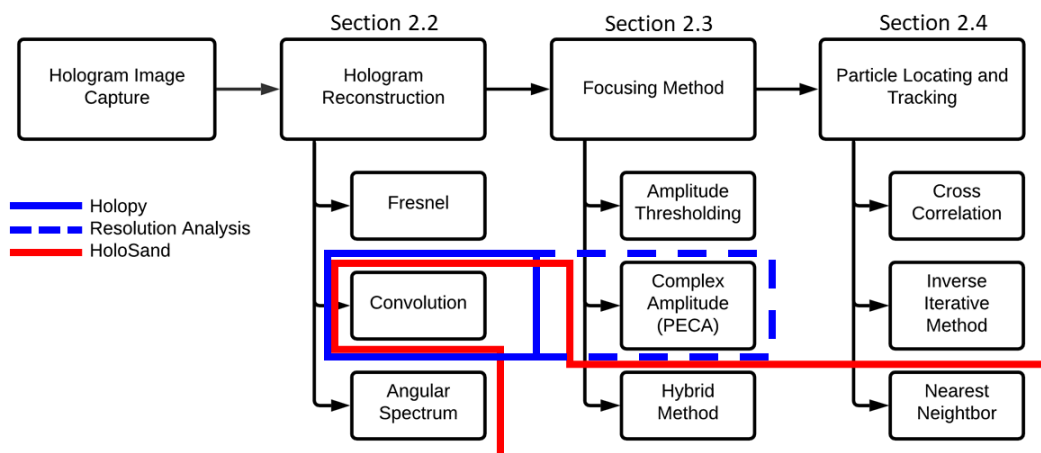 Section 2.2
Section 2.3
Section 2.4
Hologram Image
Capture
Hologram
Reconstruction
Focusing Method
Particle Locating and
Tracking
Holopy
Resolution Analysis
HoloSand
Fresnel
Convolution
Angular
Spectrum
Amplitude
Thresholding
Complex
Amplitude
(PECA)
Hybrid
Method
Cross
Correlation
Inverse
Iterative
Method
Nearest
Neighbor